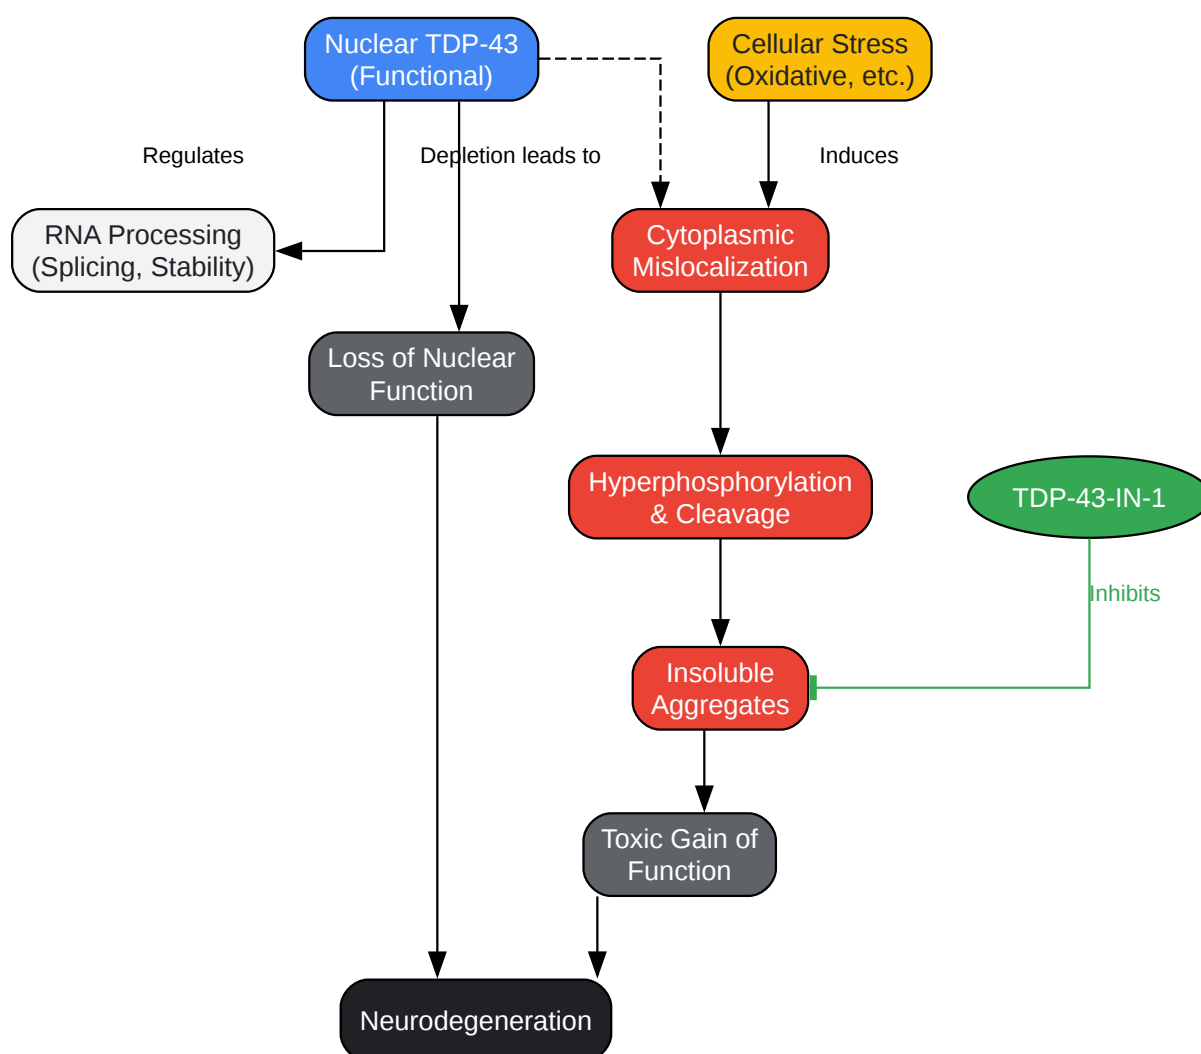 Nuclear TDP-43
(Functional)
Cellular Stress
(Oxidative, etc.)
Regulates
Depletion leads to
Induces
RNA Processing
(Splicing, Stability)
Cytoplasmic
Mislocalization
Loss of Nuclear
Function
Hyperphosphorylation
& Cleavage
TDP-43-IN-1
Inhibits
Insoluble
Aggregates
Toxic Gain of
Function
Neurodegeneration